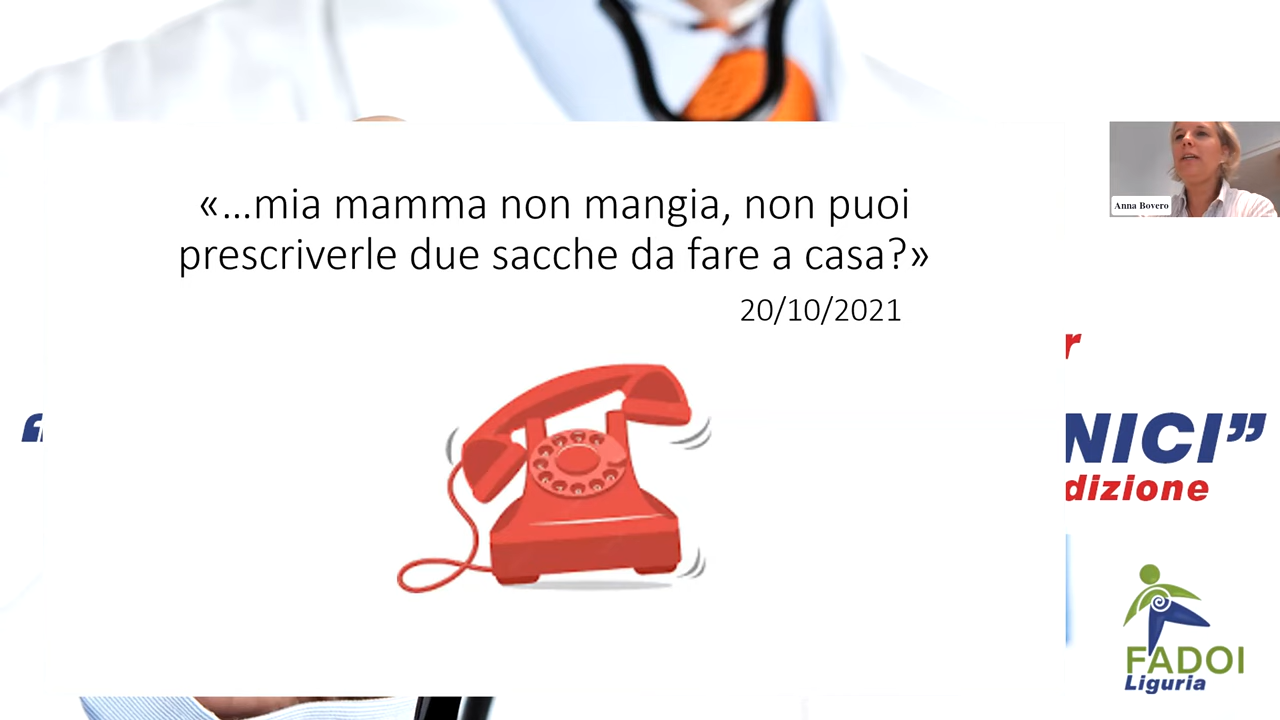 «...mia mamma non mangia, non puoi
prescriverle due sacche da fare a casa?»
20/10/2021
Anna Bovero
r
“
NICI”
dizione
FADOI
Liguria